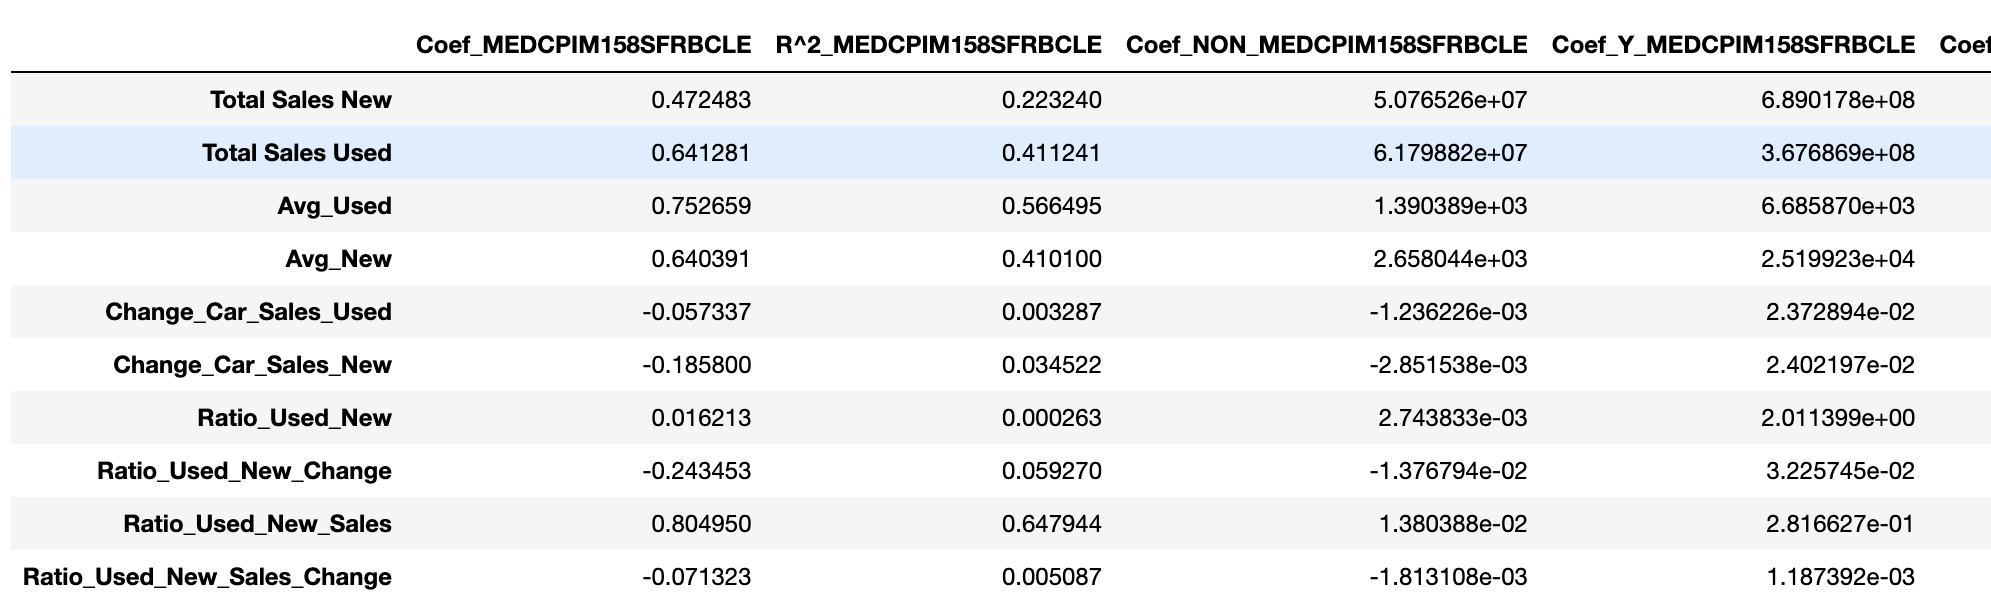 Coef_MEDCPIM158SFRBCLE R^2_MEDCPIM158SFRBCLE Coef_NON_MEDCPIM158SFRBCLE Coef_Y_MEDCPIM158SFRBCLE Coef
Total Sales New 0.472483 0.223240 5.076526e+07 6.890178e+08
Total Sales Used 0.641281 0.411241 6.179882e+07 3.676869e+08
Avg_Used 0.752659 0.566495 1.390389e+03 6.685870e+03
Avg_New 0.640391 0.410100 2.658044e+03 2.519923e+04
Change_Car_Sales_Used -0.057337 0.003287 -1.236226e-03 2.372894e-02
Change_Car_Sales_New -0.185800 0.034522 -2.851538e-03 2.402197e-02
Ratio_Used_New 0.016213 0.000263 2.743833e-03 2.011399e+00
Ratio_Used_New_Change -0.243453 0.059270 -1.376794e-02 3.225745e-02
Ratio_Used_New_Sales 0.804950 0.647944 1.380388e-02 2.816627e-01
Ratio_Used_New_Sales_Change -0.071323 0.005087 -1.813108e-03 1.187392e-03